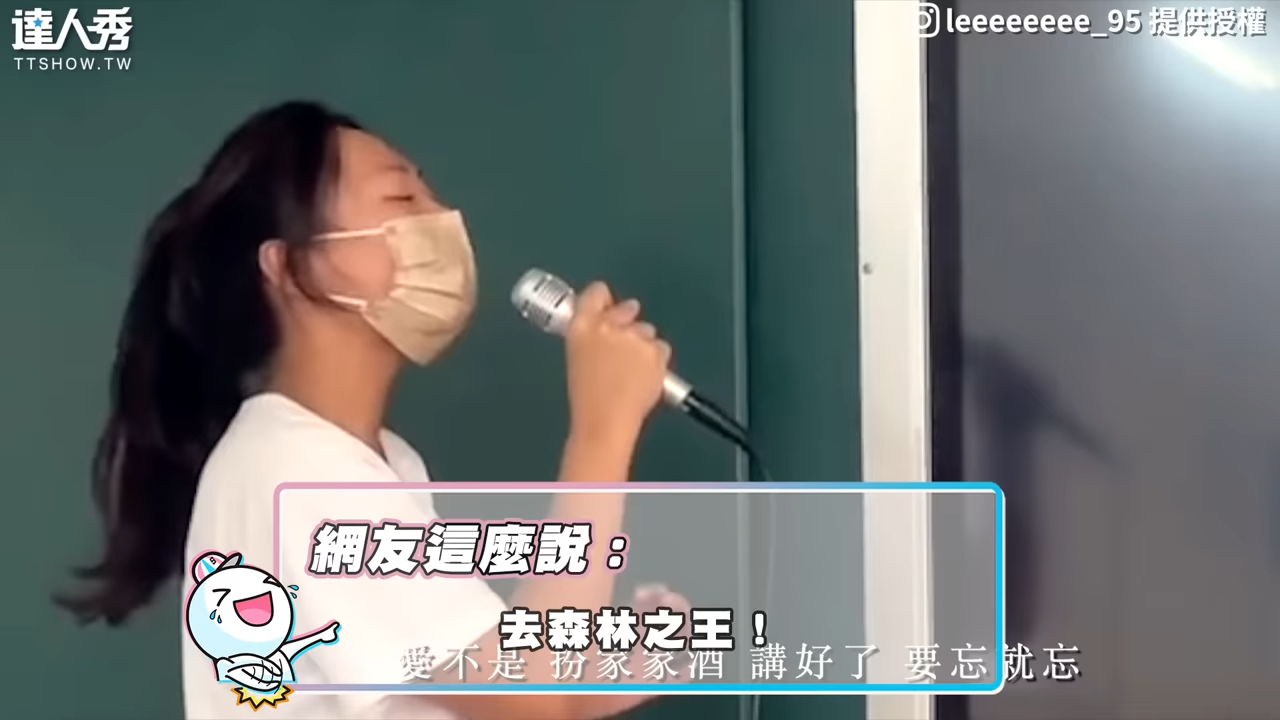 達人秀
TTSHOW.TW
leeeeeeee_95 提供授權
網友這麼說：
去森林之王！
愛不是 扮家家酒 講好了 要忘就忘